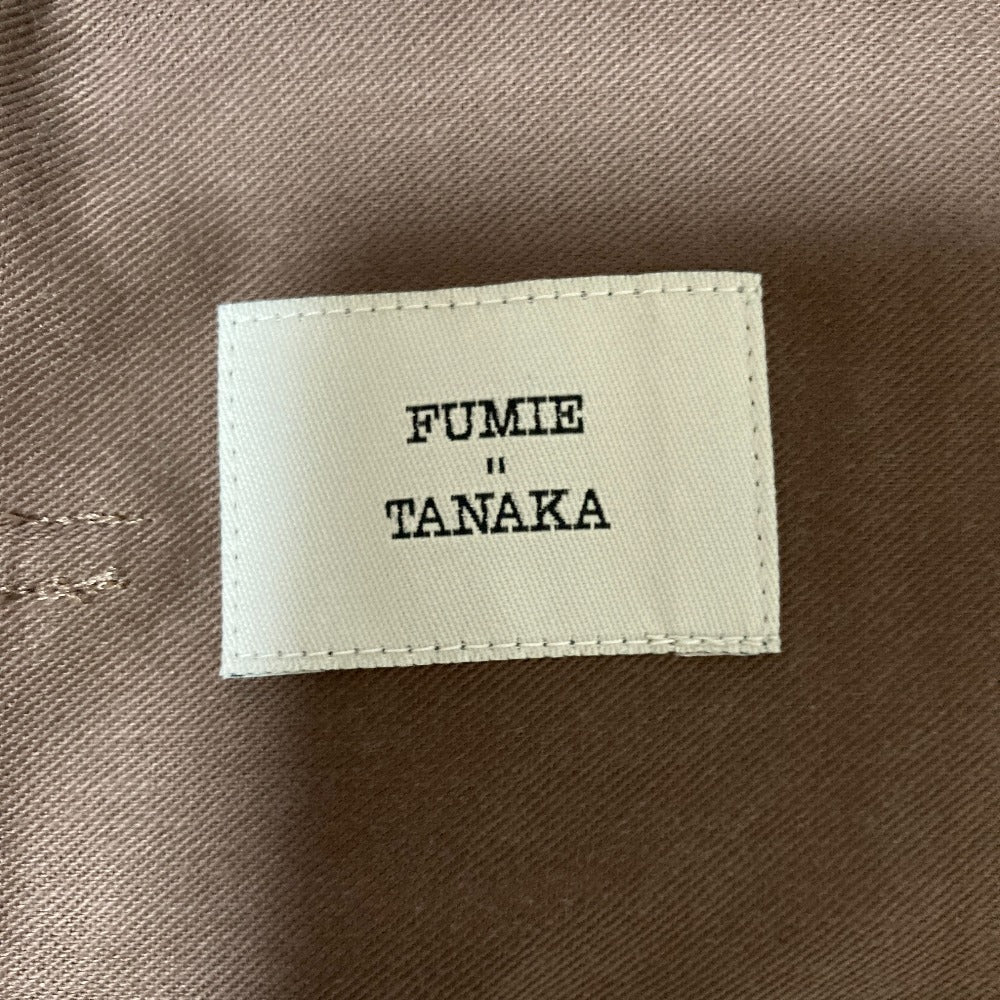 FUMIE
=
TANAKA